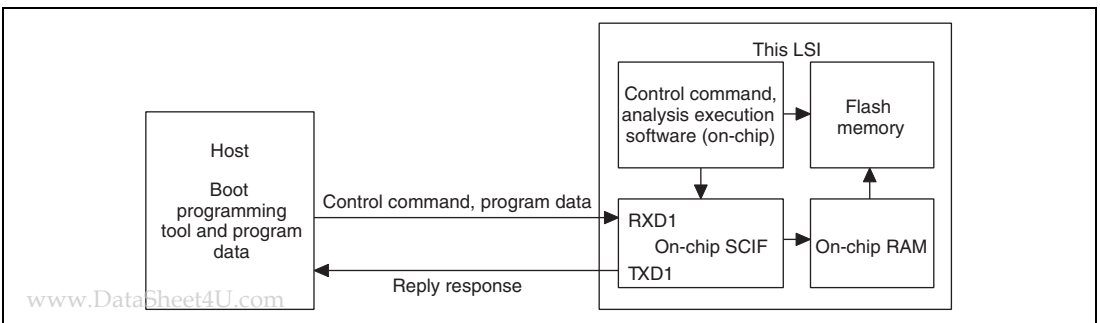 This LSI
Control command,
analysis execution
software (on-chip)
Flash
memory
Host
Boot
programming
tool and program
data
Control command, program data
RXD1
On-chip SCIF
TXD1
On-chip RAM
Reply response
www.DataSheet4U.com